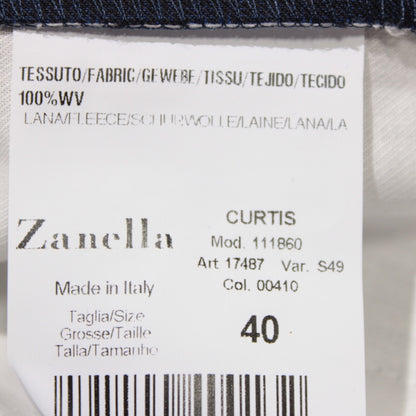 TESSUTO/FABRIC/GEWEBE/TISSU/TEJIDO/TECIDO
100%WV
LANA/FLEECE/SCHURWOLLE/LAINE/LANA/LA
Zanella
CURTIS
Mod. 111860
Art 17487 Var. S49
Col. 00410
Made in Italy
Taglia/Size
Grosse/Taille
Talla/Tamanho
40